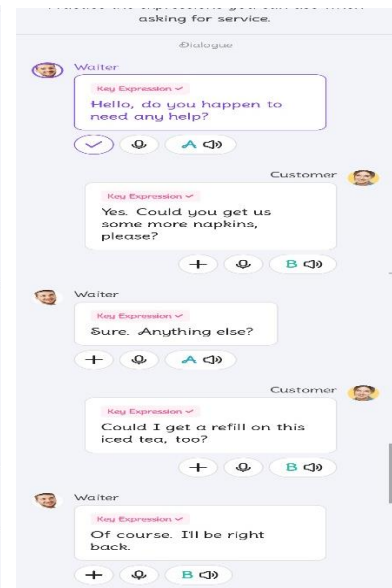 asking for service.
Dialogue
Waiter
Key Expression
Hello, do you happen to
need any help?
A
Customer
Key Expression
Yes. Could you get us
some more napkins,
please?
B
Waiter
Key Expression
Sure. Anything else?
A
Customer
Key Expression
Could I get a refill on this
iced tea, too?
B
Waiter
Key Expression
Of course. I'll be right
back.
B